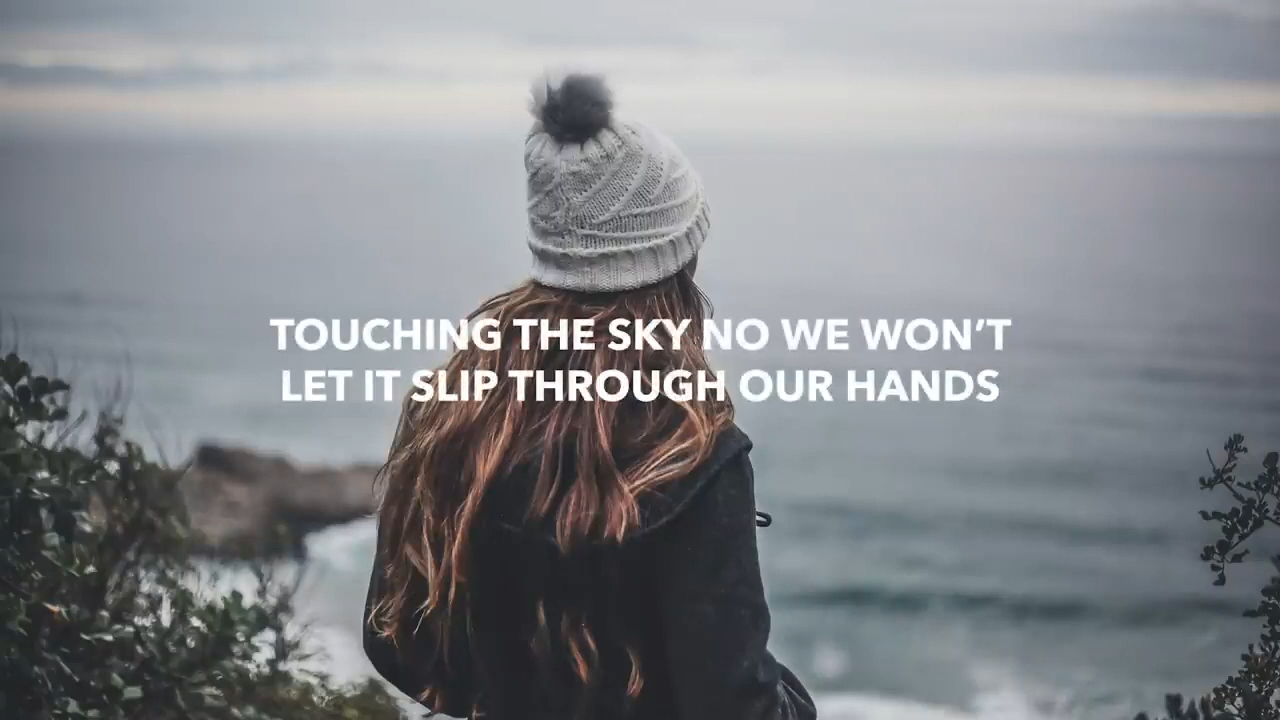 TOUCHING THE SKY NO WE WON’T
LET IT SLIP THROUGH OUR HANDS